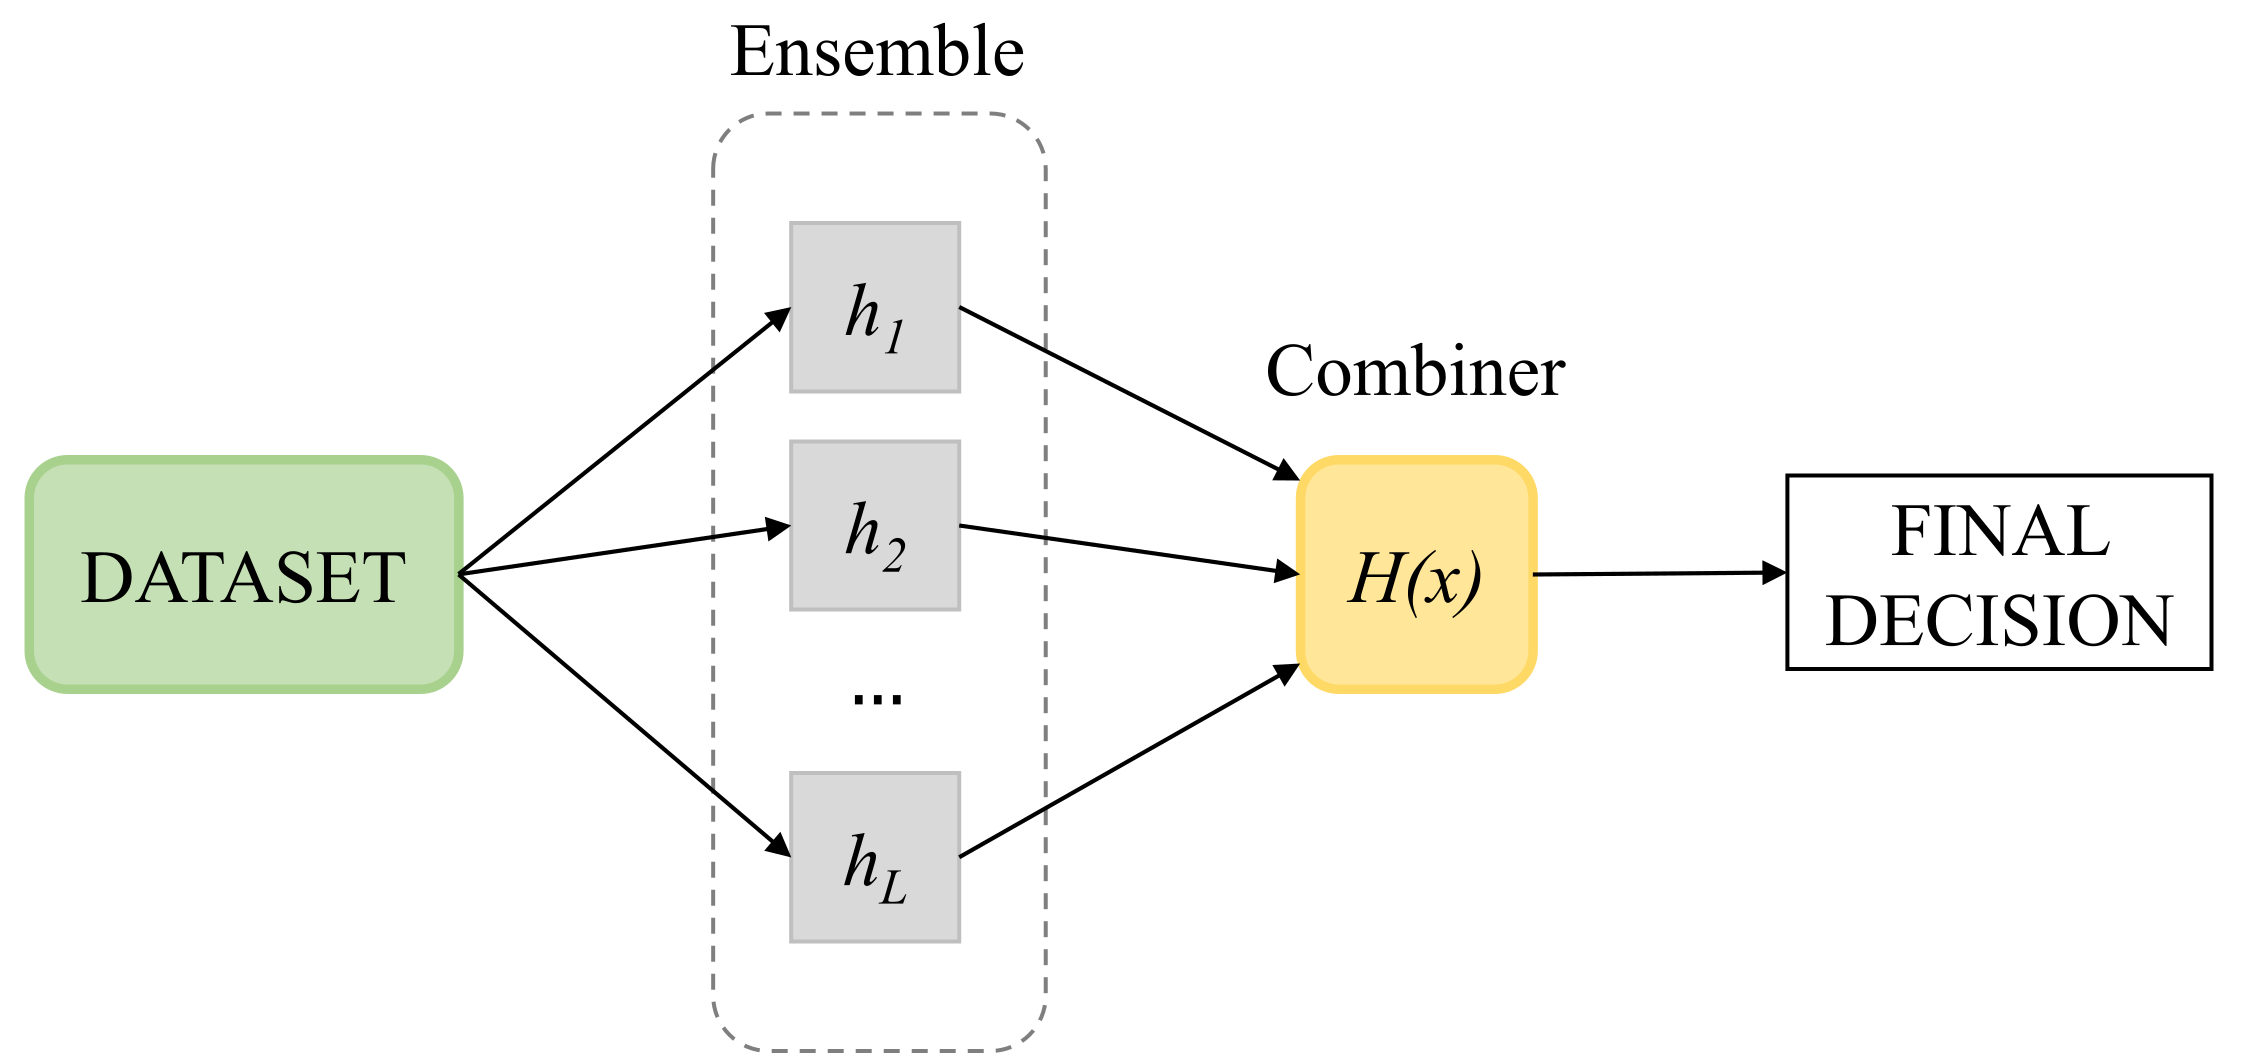 Ensemble
h1
Combiner
DATASET
h2
H(x)
FINAL
DECISION
...
hL